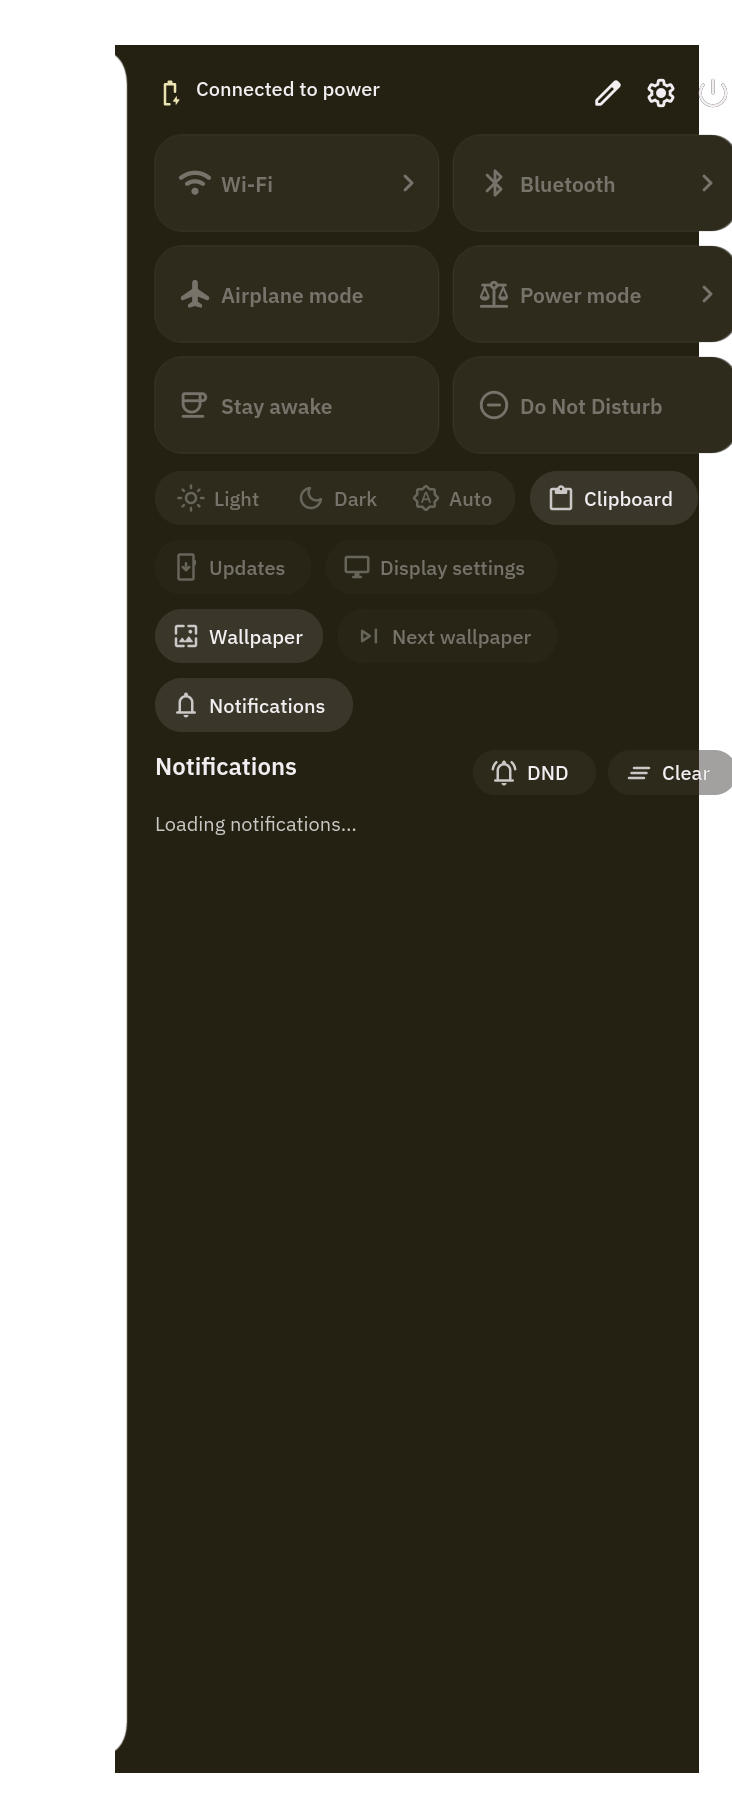 Connected to power
Wi-Fi
Bluetooth
Airplane mode
Power mode
Stay awake
Do Not Disturb
Light Dark Auto Clipboard
Updates Display settings
Wallpaper Next wallpaper
Notifications
Notifications DND Clear
Loading notifications...